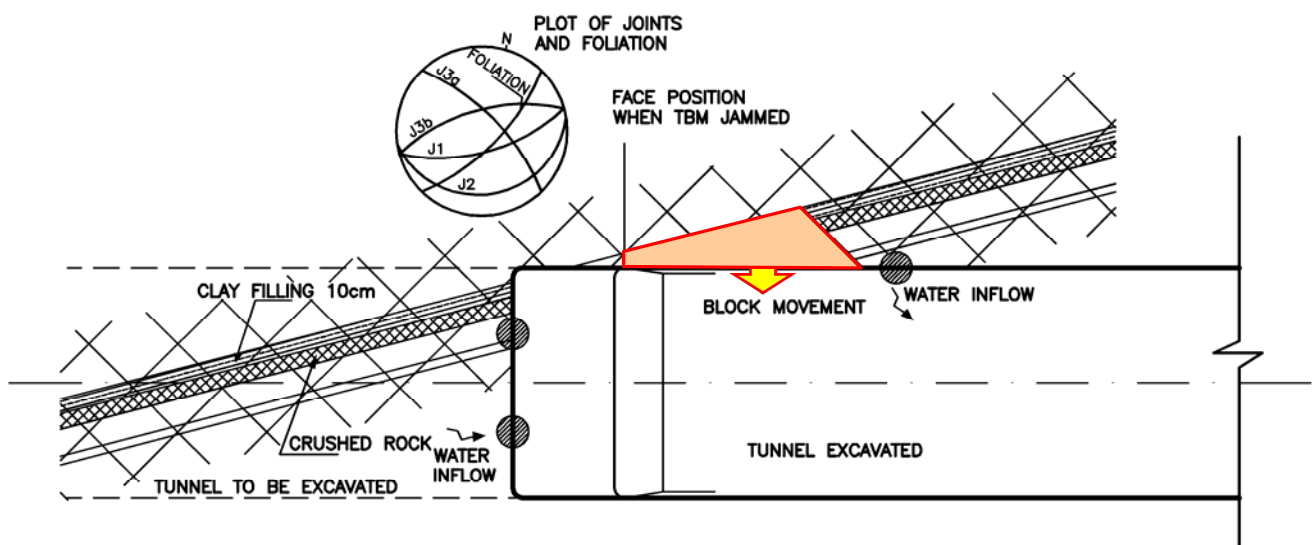 PLOT OF JOINTS
AND FOLIATION
N
FOLIATION
J3a
J3b
J1
J2
FACE POSITION
WHEN TBM JAMMED
CLAY FILLING 10cm
BLOCK MOVEMENT
WATER INFLOW
CRUSHED ROCK
WATER
INFLOW
TUNNEL EXCAVATED
TUNNEL TO BE EXCAVATED